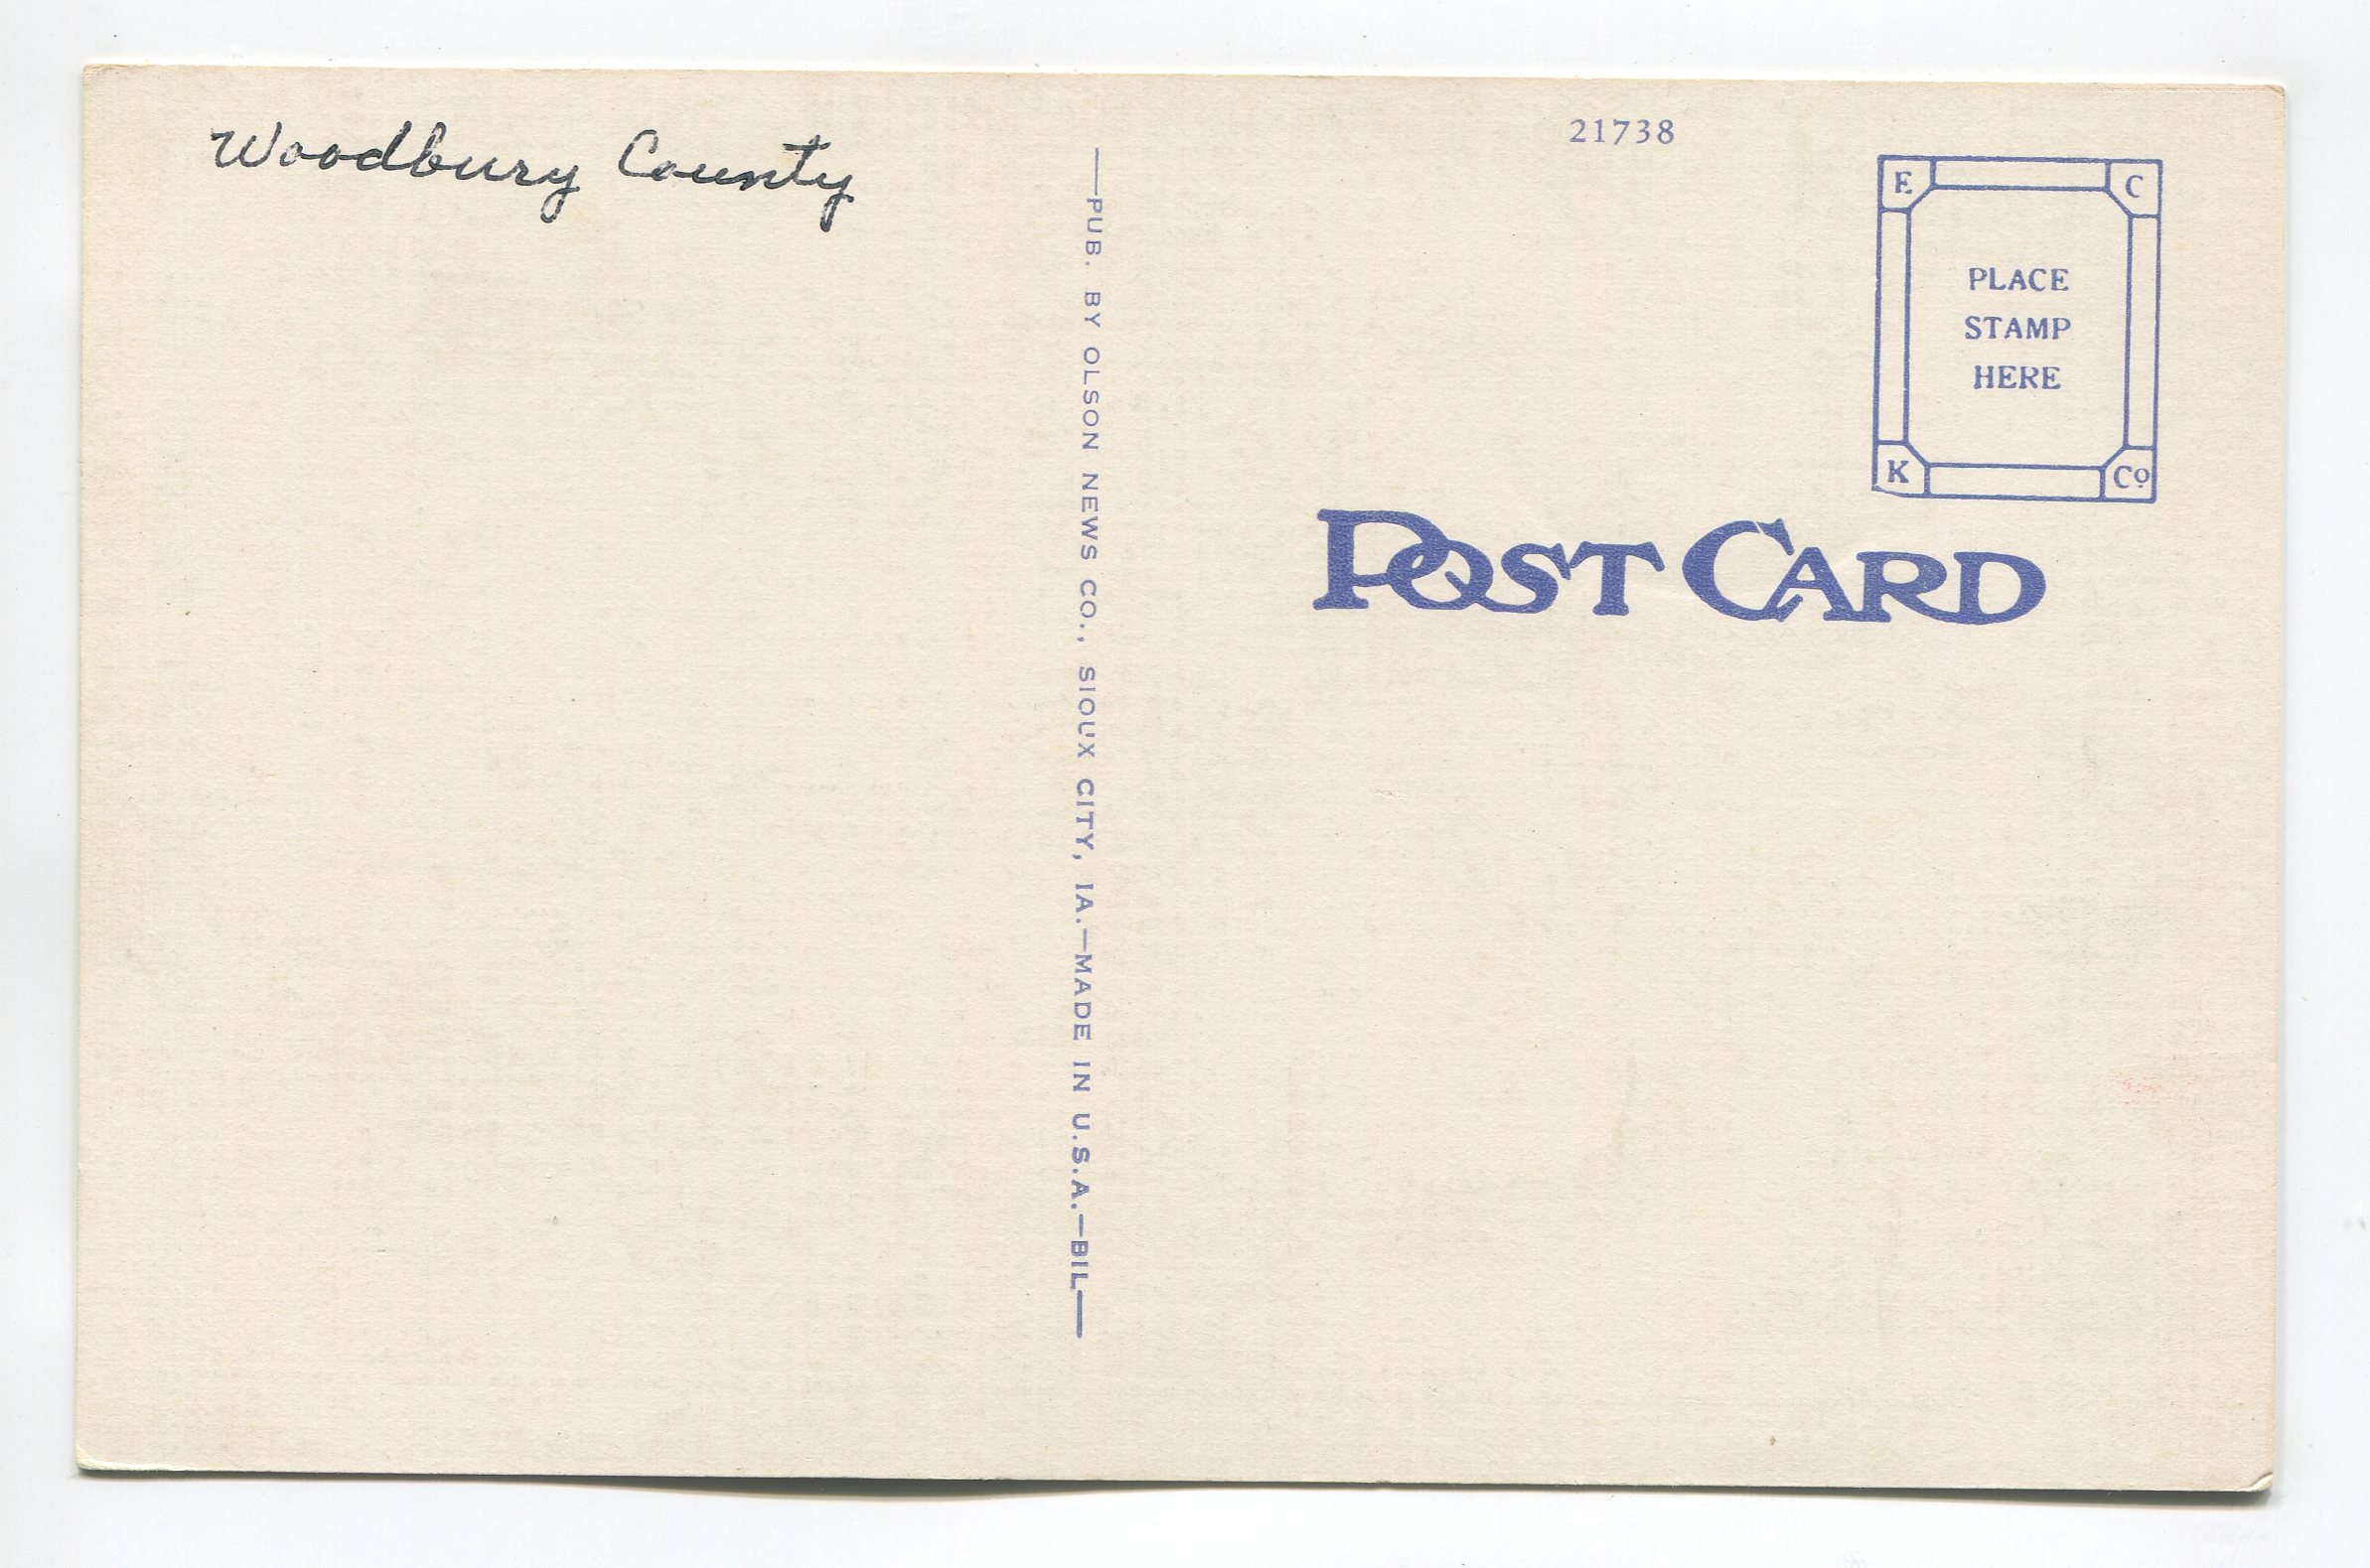 Woodbury County
—PUB. BY OLSON NEWS CO., SIOUX CITY, IA.—MADE IN U.S.A.—BIL—
21738
E C
PLACE
STAMP
HERE
K Co
POST CARD